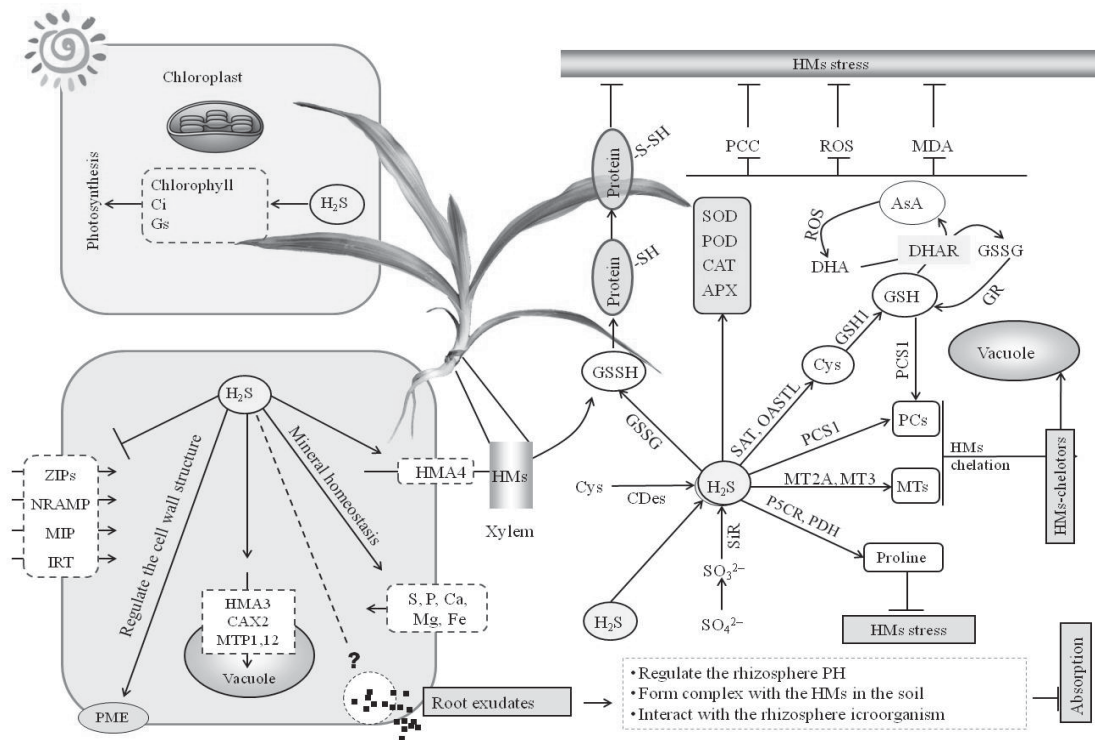 HMs stress
Chloroplast
Photosynthesis
Chlorophyll
Ci
Gs
H₂S
Protein
-S-SH
Protein
-SH
GSSH
GSSG
PCC
ROS
MDA
SOD
POD
CAT
APX
AsA
ROS
DHA
DHAR
GSSG
GSH
GR
GSH1
Cys
SAT, OASTL
PCS1
Vacuole
PCS1
PCs
MT2A, MT3
MTs
HMs
chelation
HMs-chelotors
P5CR, PDH
Proline
HMs stress
Cys
CDes
H₂S
SiR
SO₃²⁻
SO₄²⁻
H₂S
H₂S
ZIPs
NRAMP
MIP
IRT
Regulate the cell wall structure
Mineral homeostasis
HMA4
HMs
Xylem
HMA3
CAX2
MTP1,12
Vacuole
S, P, Ca,
Mg, Fe
?
PME
Root exudates
•Regulate the rhizosphere PH
•Form complex with the HMs in the soil
•Interact with the rhizosphere icroorganism
Absorption